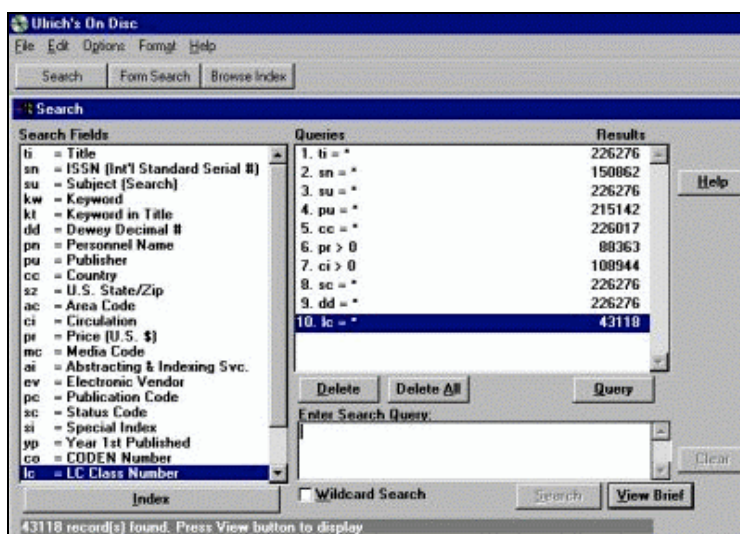 Ulrich's On Disc
File Edit Options Format Help
Search Form Search Browse Index
Search
Search Fields
ti = Title
sn = ISSN (Int'l Standard Serial #)
su = Subject (Search)
kw = Keyword
kt = Keyword in Title
dd = Dewey Decimal #
pn = Personnel Name
pu = Publisher
cc = Country
sz = U.S. State/Zip
ac = Area Code
ci = Circulation
pr = Price (U.S. $)
mc = Media Code
ai = Abstracting & Indexing Svc.
ev = Electronic Vendor
pc = Publication Code
sc = Status Code
si = Special Index
yp = Year 1st Published
co = CODEN Number
lc = LC Class Number
Index
Queries Results
1. ti = * 226276
2. sn = * 150862
3. su = * 226276
4. pu = * 215142
5. cc = * 226017
6. pr > 0 88363
7. ci > 0 108944
8. sc = * 226276
9. dd = * 226276
10. lc = * 43118
Delete Delete All Query
Enter Search Query:
Wildcard Search Search View Brief
Help
Clear
43118 record(s) found. Press View button to display